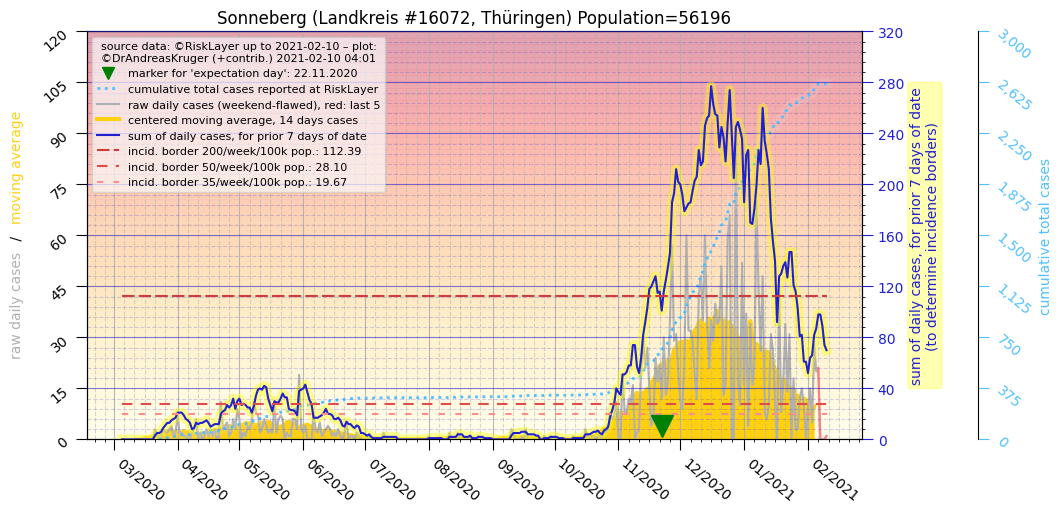 Sonneberg (Landkreis #16072, Thüringen) Population=56196
source data: ©RiskLayer up to 2021-02-10 – plot:
©DrAndreasKruger (+contrib.) 2021-02-10 04:01
marker for 'expectation day': 22.11.2020
cumulative total cases reported at RiskLayer
raw daily cases (weekend-flawed), red: last 5
centered moving average, 14 days cases
sum of daily cases, for prior 7 days of date
incid. border 200/week/100k pop.: 112.39
incid. border 50/week/100k pop.: 28.10
incid. border 35/week/100k pop.: 19.67
raw daily cases / moving average
120
105
90
75
60
45
30
15
0
03/2020
04/2020
05/2020
06/2020
07/2020
08/2020
09/2020
10/2020
11/2020
12/2020
01/2021
02/2021
320
280
240
200
160
120
80
40
0
sum of daily cases, for prior 7 days of date
(to determine incidence borders)
3,000
2,625
2,250
1,875
1,500
1,125
750
375
0
cumulative total cases